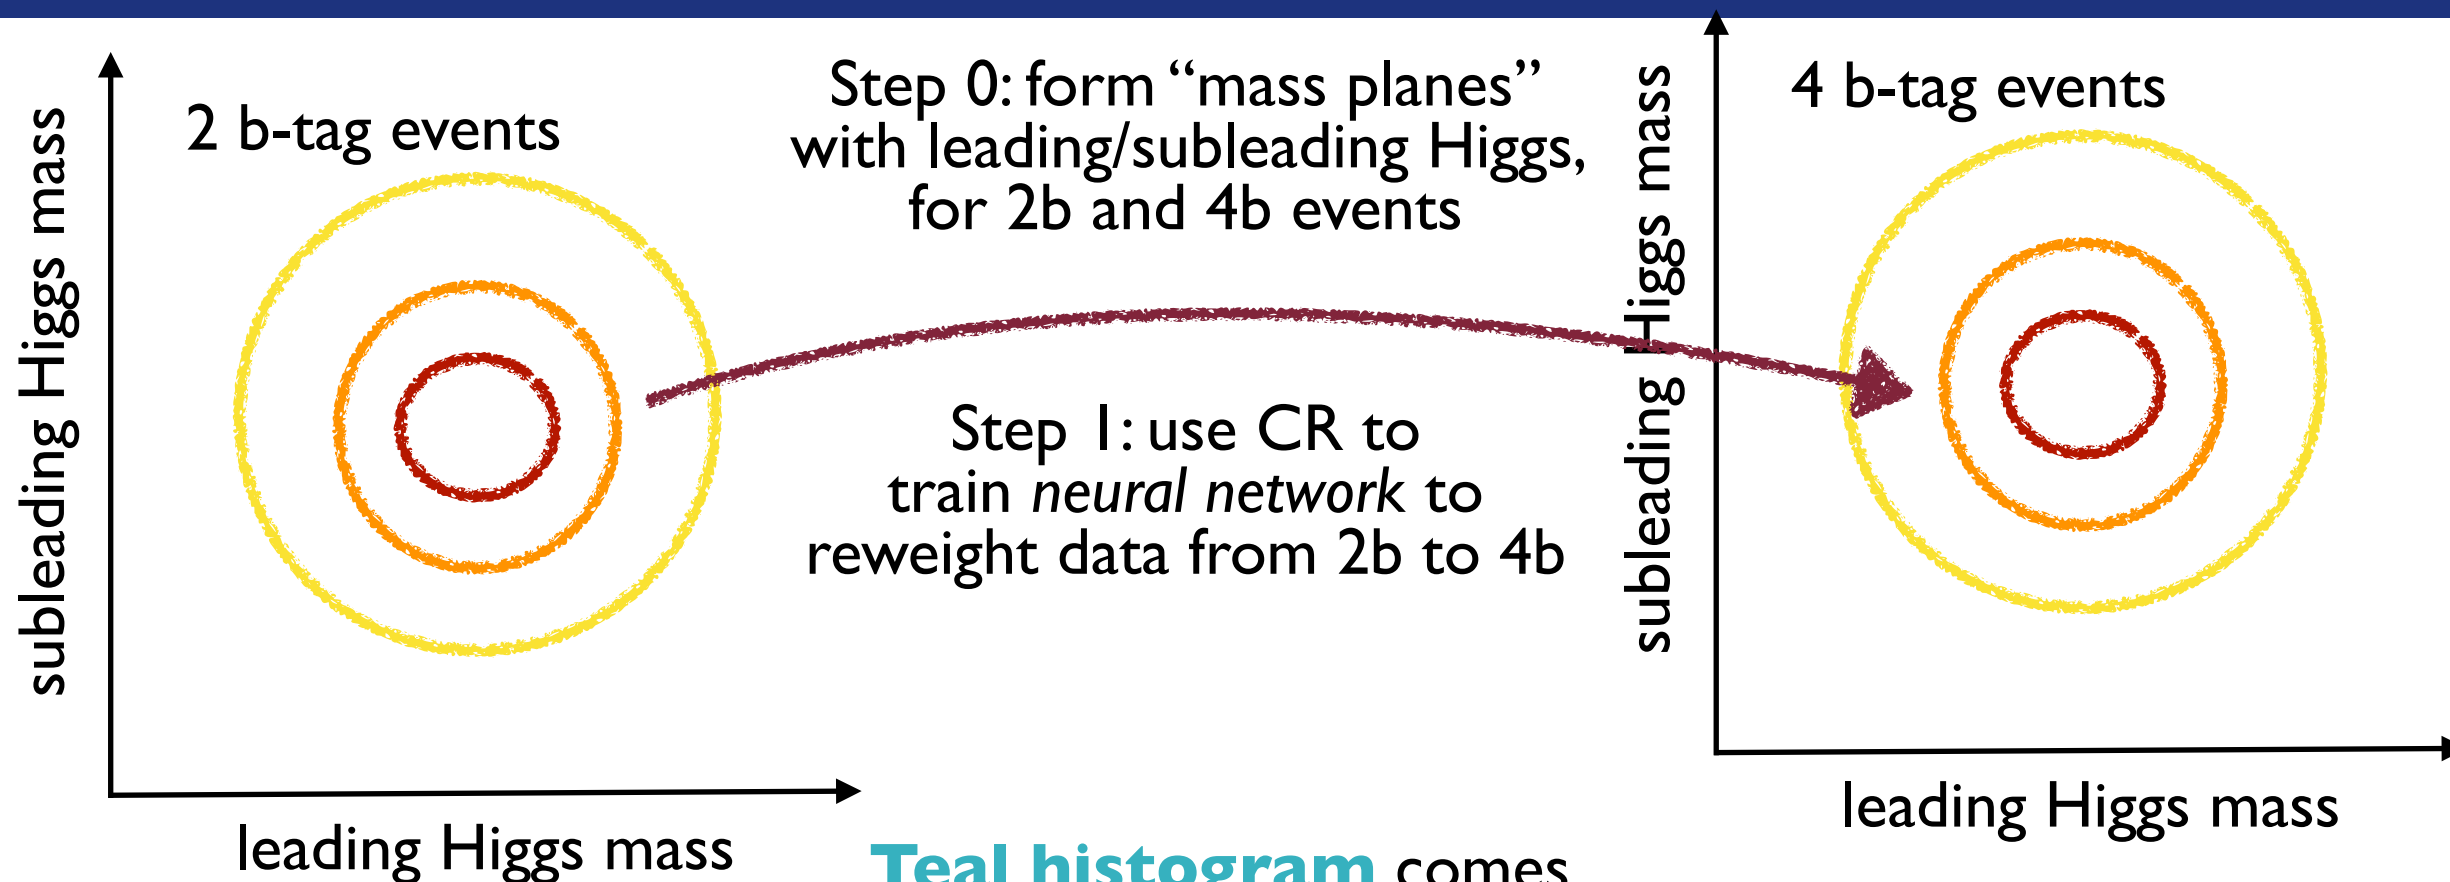 2 b-tag events
subleading Higgs mass
leading Higgs mass
Step 0: form “mass planes”
with leading/subleading Higgs,
for 2b and 4b events
Step 1: use CR to
train neural network to
reweight data from 2b to 4b
Teal histogram comes
4 b-tag events
subleading Higgs mass
leading Higgs mass